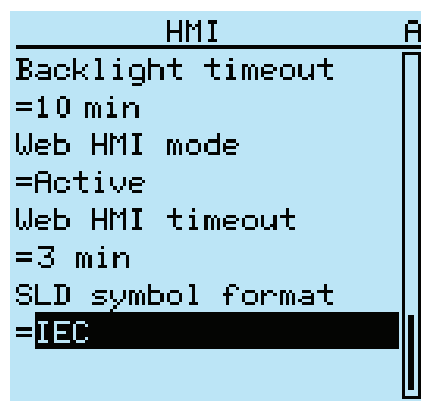 HMI A
Backlight timeout
=10 min
Web HMI mode
=Active
Web HMI timeout
=3 min
SLD symbol format
=IEC